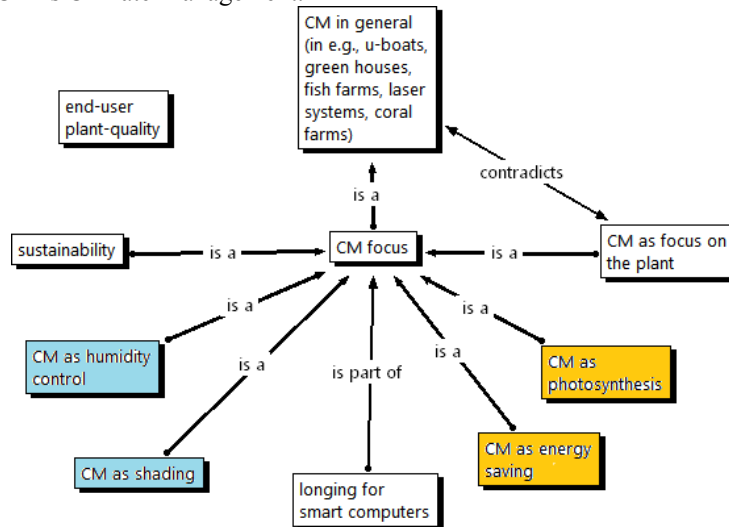 CM in general
(in e.g., u-boats,
green houses,
fish farms, laser
systems, coral
farms)
end-user
plant-quality
contradicts
is a
sustainability
is a
CM focus
is a
CM as focus on
the plant
is a
is a
CM as humidity
control
is a
is a
CM as
photosynthesis
is part of
CM as shading
CM as energy
saving
longing for
smart computers